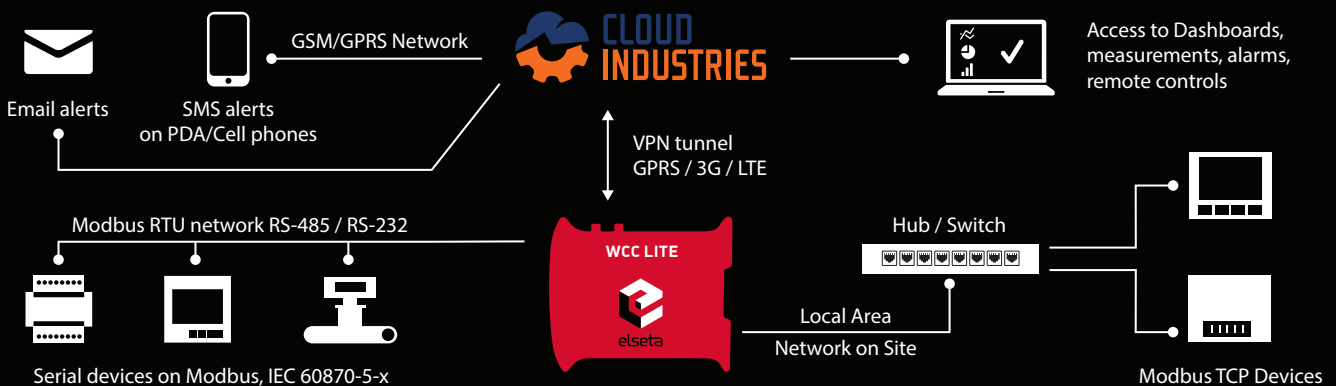 GSM/GPRS Network
CLOUD
INDUSTRIES
Access to Dashboards,
measurements, alarms,
remote controls
Email alerts
SMS alerts
on PDA/Cell phones
VPN tunnel
GPRS / 3G / LTE
Modbus RTU network RS-485 / RS-232
WCC LITE
elseta
Hub / Switch
Local Area
Network on Site
Serial devices on Modbus, IEC 60870-5-x
Modbus TCP Devices